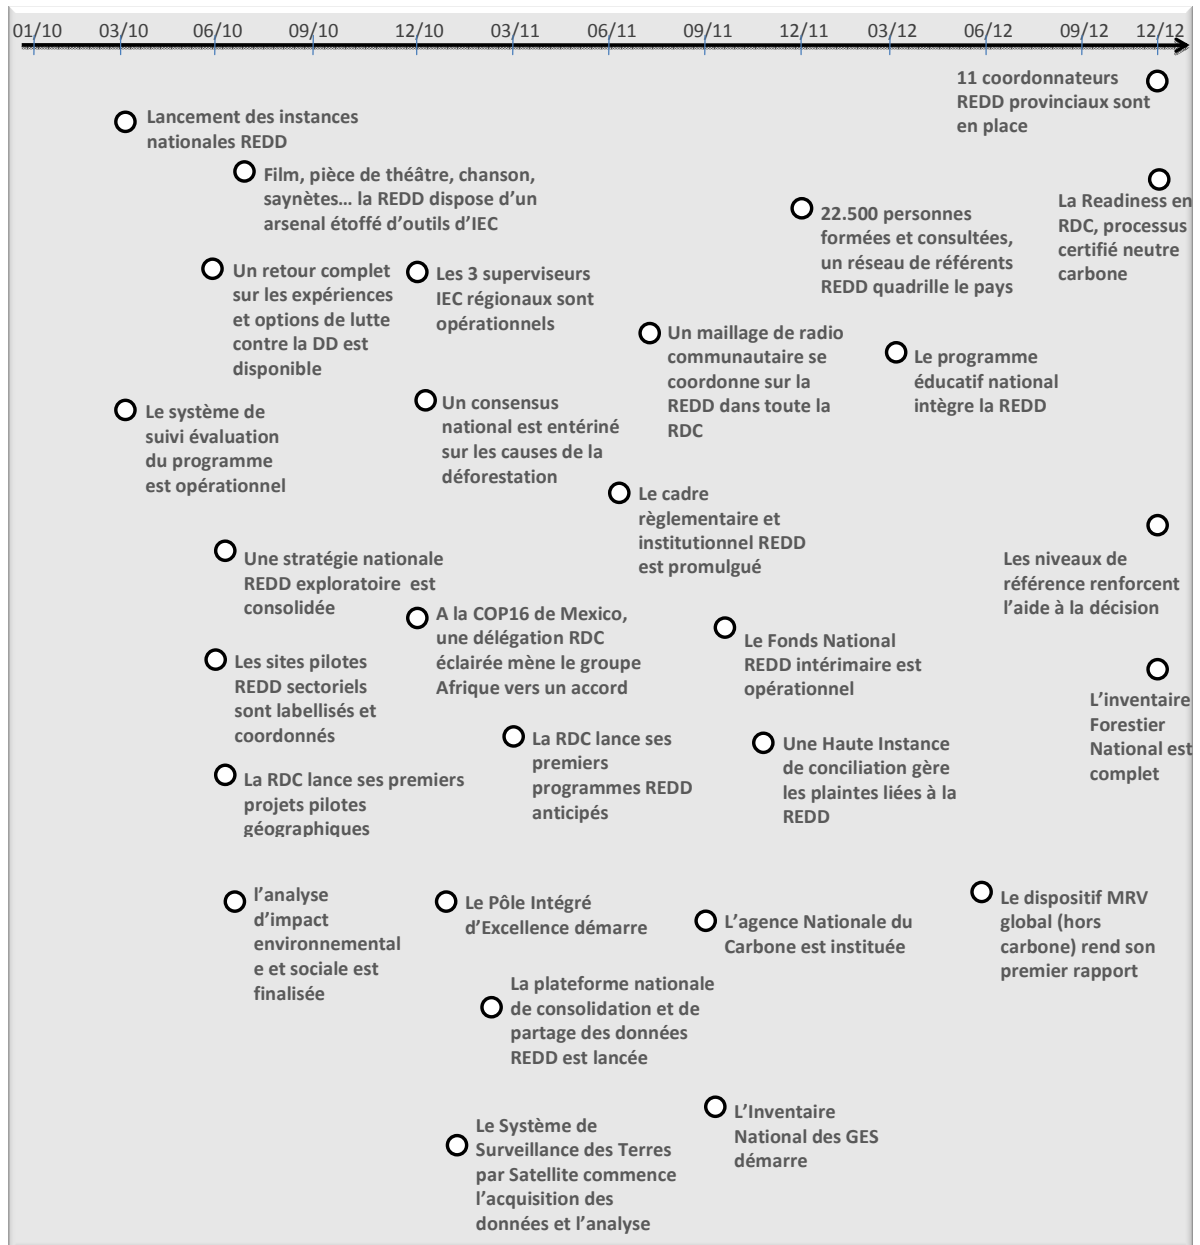 01/10 03/10 06/10 09/10 12/10 03/11 06/11 09/11 12/11 03/12 06/12 09/12 12/12
11 coordonnateurs
REDD provinciaux sont
en place
Lancement des instances
nationales REDD
Film, pièce de théâtre, chanson,
saynètes… la REDD dispose d’un
arsenal étoffé d’outils d’IEC
22.500 personnes
formées et consultées,
un réseau de référents
REDD quadrille le pays
La Readiness en
RDC, processus
certifié neutre
carbone
Un retour complet
sur les expériences
et options de lutte
contre la DD est
disponible
Les 3 superviseurs
IEC régionaux sont
opérationnels
Un maillage de radio
communautaire se
coordonne sur la
REDD dans toute la
RDC
Le programme
éducatif national
intègre la REDD
Le système de
suivi évaluation
du programme
est opérationnel
Un consensus
national est entériné
sur les causes de la
déforestation
Le cadre
règlementaire et
institutionnel REDD
est promulgué
Une stratégie nationale
REDD exploratoire est
consolidée
Les niveaux de
référence renforcent
l’aide à la décision
A la COP16 de Mexico,
une délégation RDC
éclairée mène le groupe
Afrique vers un accord
Le Fonds National
REDD intérimaire est
opérationnel
Les sites pilotes
REDD sectoriels
sont labellisés et
coordonnés
L’inventaire
Forestier
National est
complet
La RDC lance ses
premiers
programmes REDD
anticipés
Une Haute Instance
de conciliation gère
les plaintes liées à la
REDD
La RDC lance ses premiers
projets pilotes
géographiques
l’analyse
d’impact
environnemental
e et sociale est
finalisée
Le Pôle Intégré
d’Excellence démarre
L’agence Nationale du
Carbone est instituée
Le dispositif MRV
global (hors
carbone) rend son
premier rapport
La plateforme nationale
de consolidation et de
partage des données
REDD est lancée
L’Inventaire
National des GES
démarre
Le Système de
Surveillance des Terres
par Satellite commence
l’acquisition des
données et l’analyse